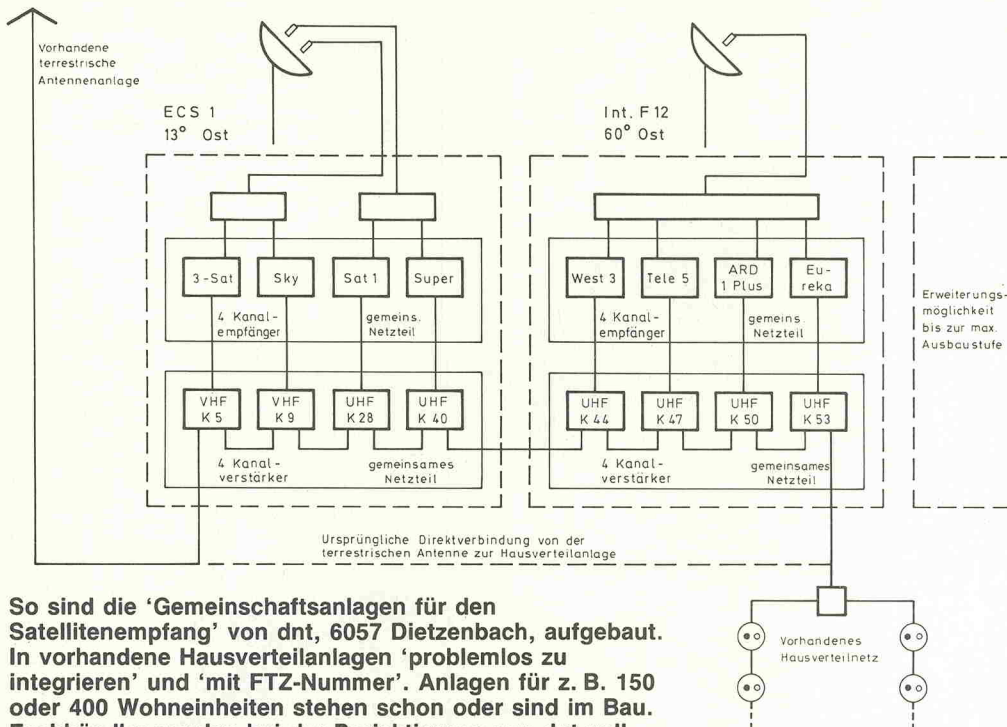 Vorhandene
terrestrische
Antennenanlage
ECS 1
13° Ost
Int. F 12
60° Ost
3-Sat
Sky
Sat 1
Super
4 Kanal-
empfänger
gemeins.
Netzteil
West 3
Tele 5
ARD
1 Plus
Eu-
reka
4 Kanal-
empfänger
gemeins.
Netzteil
Erweiterungs-
möglichkeit
bis zur max.
Ausbaustufe
VHF
K 5
VHF
K 9
UHF
K 28
UHF
K 40
4 Kanal-
verstärker
gemeinsames
Netzteil
UHF
K 44
UHF
K 47
UHF
K 50
UHF
K 53
4 Kanal-
verstärker
gemeinsames
Netzteil
Ursprüngliche Direktverbindung von der
terrestrischen Antenne zur Hausverteilanlage
So sind die ‘Gemeinschaftsanlagen für den
Satellitenempfang’ von dnt, 6057 Dietzenbach, aufgebaut.
In vorhandene Hausverteilanlagen ‘problemlos zu
integrieren’ und ‘mit FTZ-Nummer’. Anlagen für z. B. 150
oder 400 Wohneinheiten stehen schon oder sind im Bau.
Vorhandenes
Hausverteilnetz